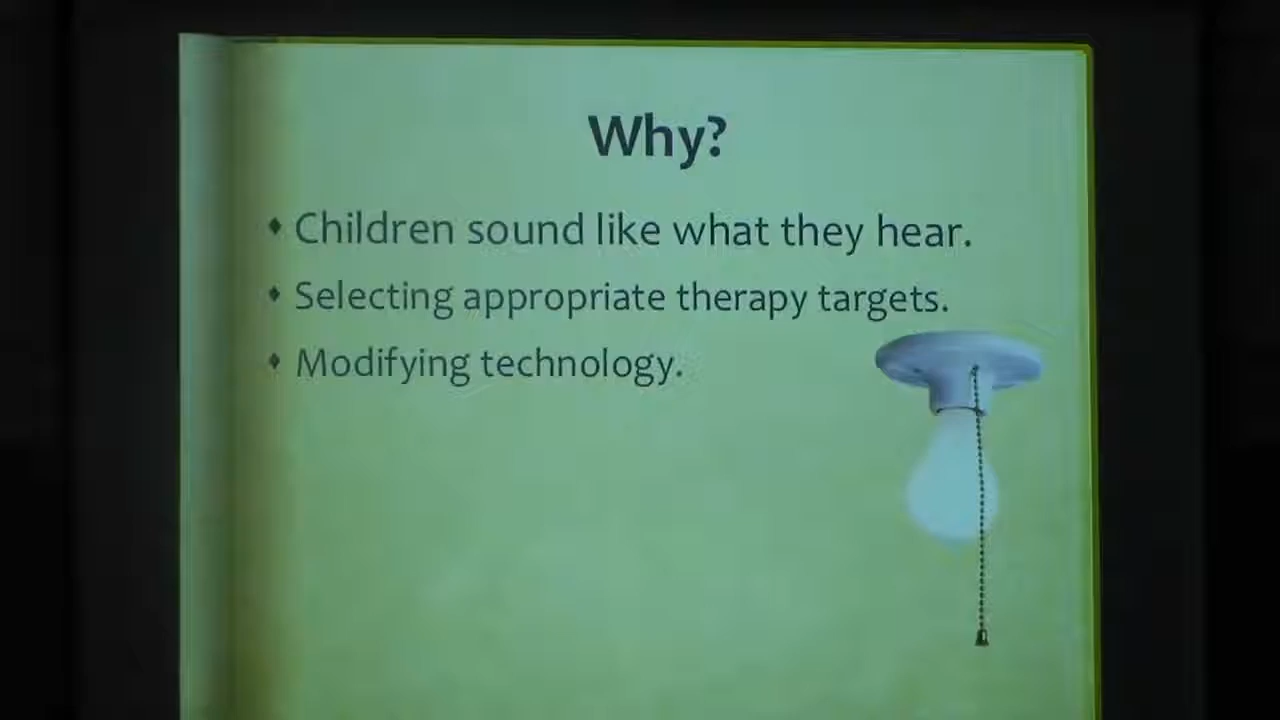 Why?
Children sound like what they hear.
Selecting appropriate therapy targets.
Modifying technology.